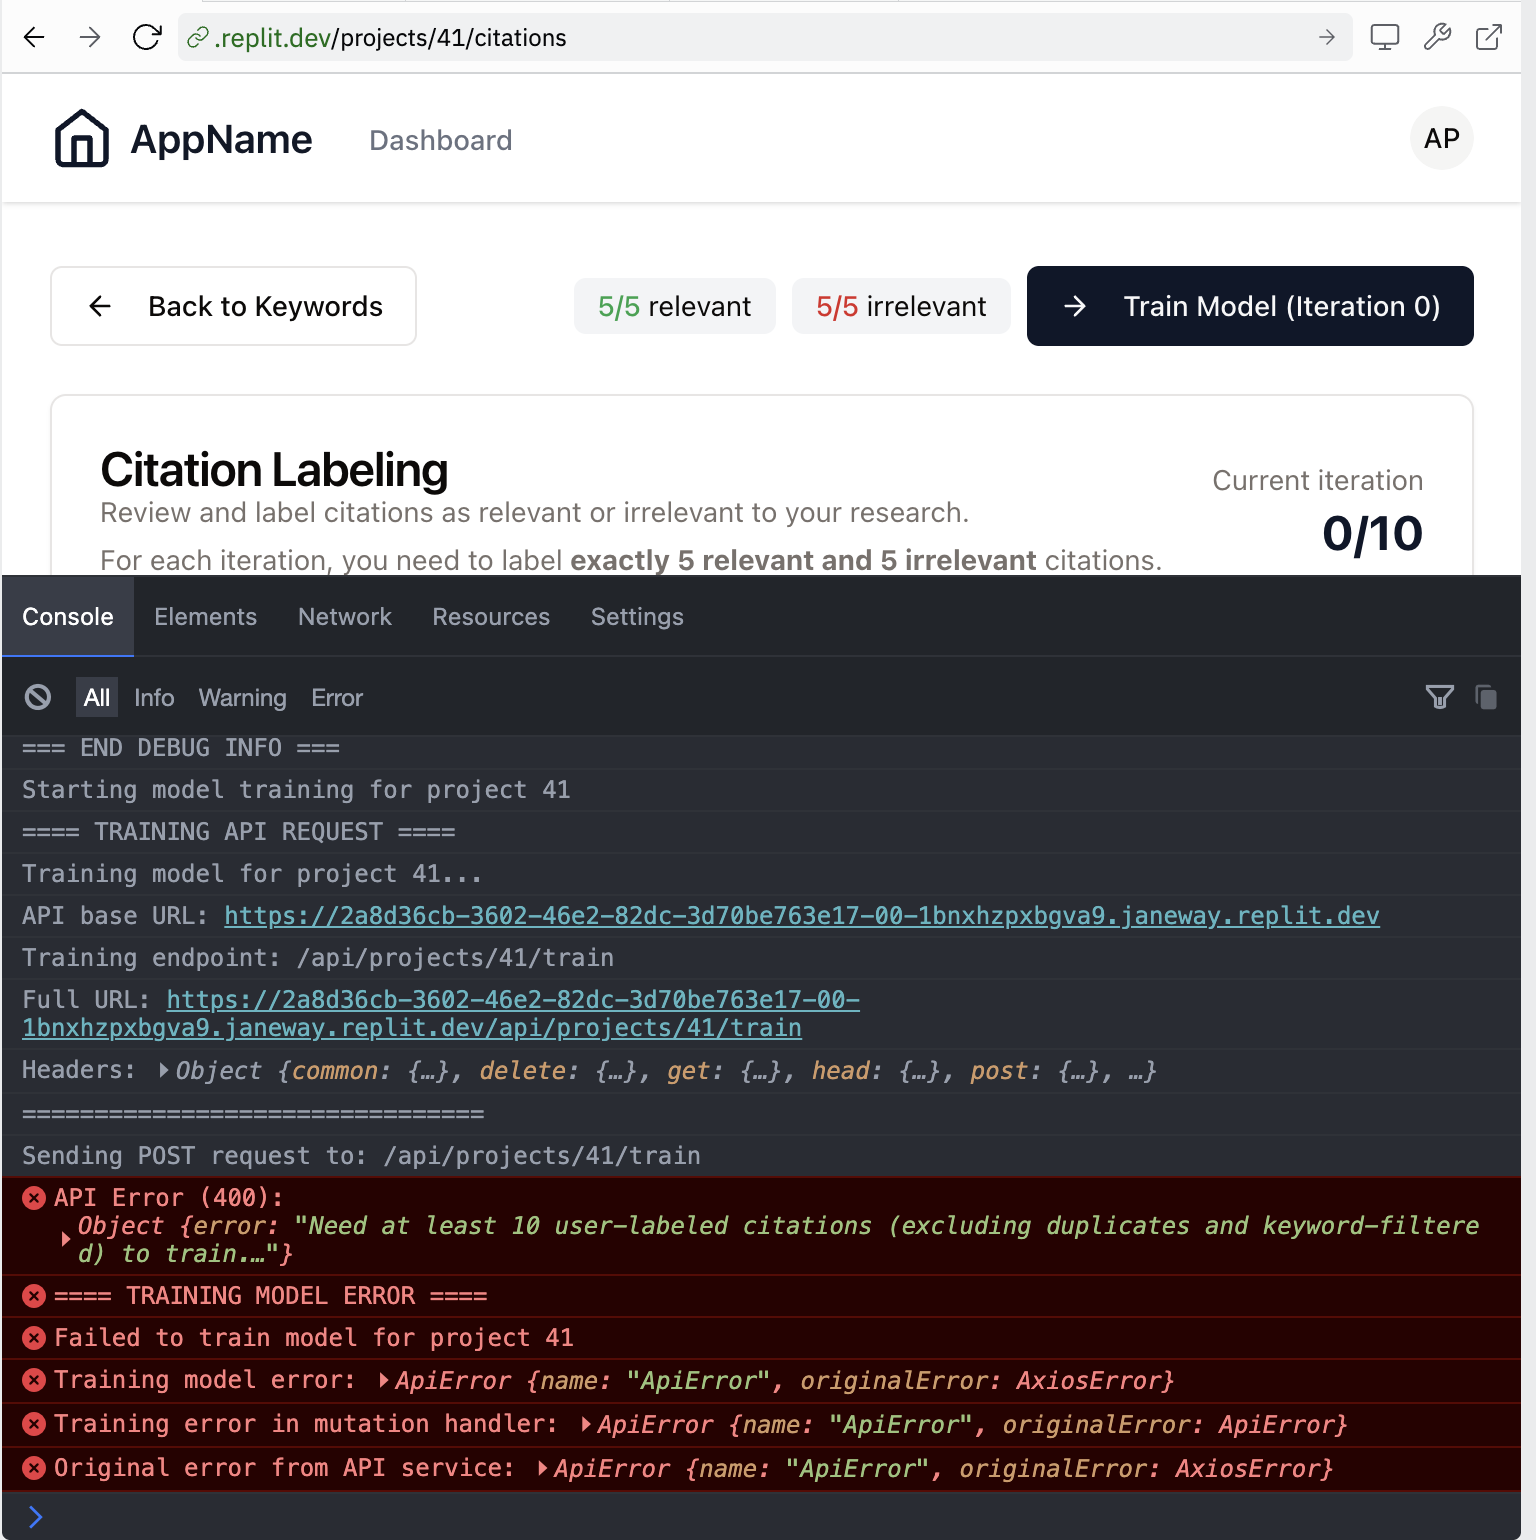 .replit.dev/projects/41/citations
AppName
Dashboard
AP
Back to Keywords
5/5 relevant
5/5 irrelevant
Train Model (Iteration 0)
Citation Labeling
Review and label citations as relevant or irrelevant to your research.
For each iteration, you need to label exactly 5 relevant and 5 irrelevant citations.
Current iteration
0/10
Console
Elements
Network
Resources
Settings
All
Info
Warning
Error
=== END DEBUG INFO ===
Starting model training for project 41
==== TRAINING API REQUEST ====
Training model for project 41...
API base URL: https://2a8d36cb-3602-46e2-82dc-3d70be763e17-00-1bnxhzpxbgva9.janeway.replit.dev
Training endpoint: /api/projects/41/train
Full URL: https://2a8d36cb-3602-46e2-82dc-3d70be763e17-00-
1bnxhzpxbgva9.janeway.replit.dev/api/projects/41/train
Headers: Object {common: {…}, delete: {…}, get: {…}, head: {…}, post: {…}, …}
================================
Sending POST request to: /api/projects/41/train
API Error (400):
Object {error: "Need at least 10 user-labeled citations (excluding duplicates and keyword-filtere
d) to train.…"}
==== TRAINING MODEL ERROR ====
Failed to train model for project 41
Training model error: ApiError {name: "ApiError", originalError: AxiosError}
Training error in mutation handler: ApiError {name: "ApiError", originalError: ApiError}
Original error from API service: ApiError {name: "ApiError", originalError: AxiosError}